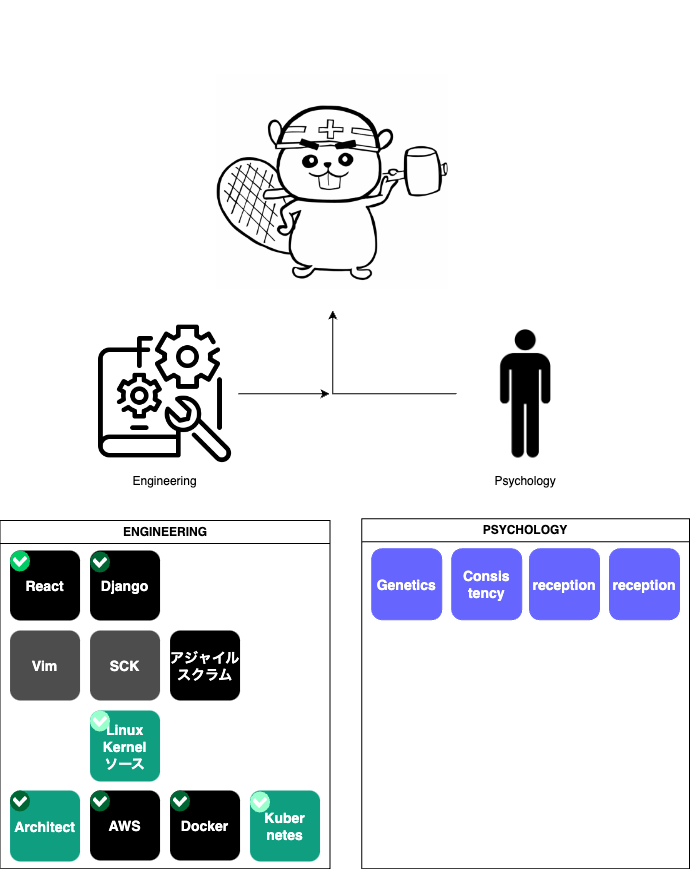 Engineering
Psychology
ENGINEERING
React
Django
Vim
SCK
アジャイル
スクラム
Linux
Kernel
ソース
Architect
AWS
Docker
Kuber
netes
PSYCHOLOGY
Genetics
Consis
tency
reception
reception